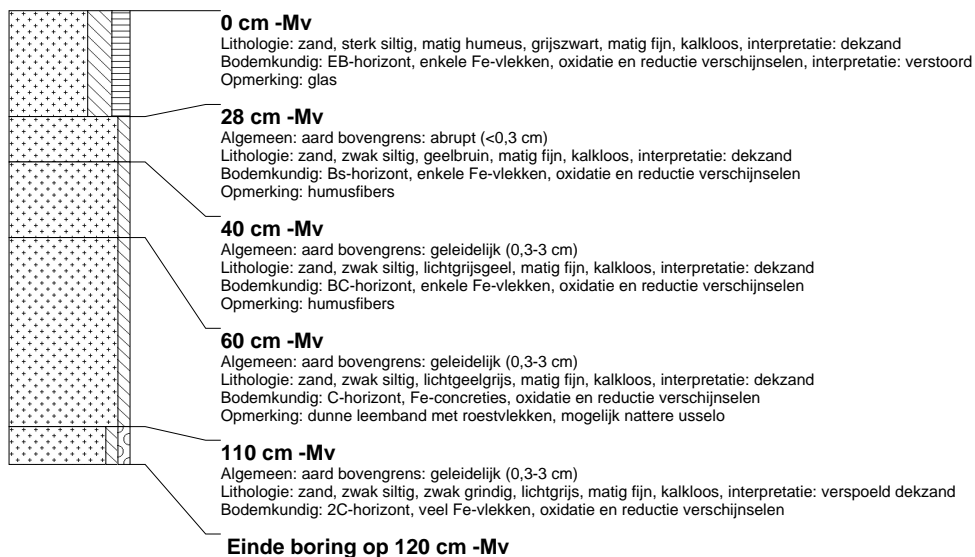 0 cm -Mv
Lithologie: zand, sterk siltig, matig humeus, grijszwart, matig fijn, kalkloos, interpretatie: dekzand
Bodemkundig: EB-horizont, enkele Fe-vlekken, oxidatie en reductie verschijnselen, interpretatie: verstoord
Opmerking: glas
28 cm -Mv
Algemeen: aard bovengrens: abrupt (<0,3 cm)
Lithologie: zand, zwak siltig, geelbruin, matig fijn, kalkloos, interpretatie: dekzand
Bodemkundig: Bs-horizont, enkele Fe-vlekken, oxidatie en reductie verschijnselen
Opmerking: humusfibers
40 cm -Mv
Algemeen: aard bovengrens: geleidelijk (0,3-3 cm)
Lithologie: zand, zwak siltig, lichtgrijsgeel, matig fijn, kalkloos, interpretatie: dekzand
Bodemkundig: BC-horizont, enkele Fe-vlekken, oxidatie en reductie verschijnselen
Opmerking: humusfibers
60 cm -Mv
Algemeen: aard bovengrens: geleidelijk (0,3-3 cm)
Lithologie: zand, zwak siltig, lichtgeelgrijs, matig fijn, kalkloos, interpretatie: dekzand
Bodemkundig: C-horizont, Fe-concreties, oxidatie en reductie verschijnselen
Opmerking: dunne leemband met roestvlekken, mogelijk nattere usselo
110 cm -Mv
Algemeen: aard bovengrens: geleidelijk (0,3-3 cm)
Lithologie: zand, zwak siltig, zwak grindig, lichtgrijs, matig fijn, kalkloos, interpretatie: verspoeld dekzand
Bodemkundig: 2C-horizont, veel Fe-vlekken, oxidatie en reductie verschijnselen
Einde boring op 120 cm -Mv